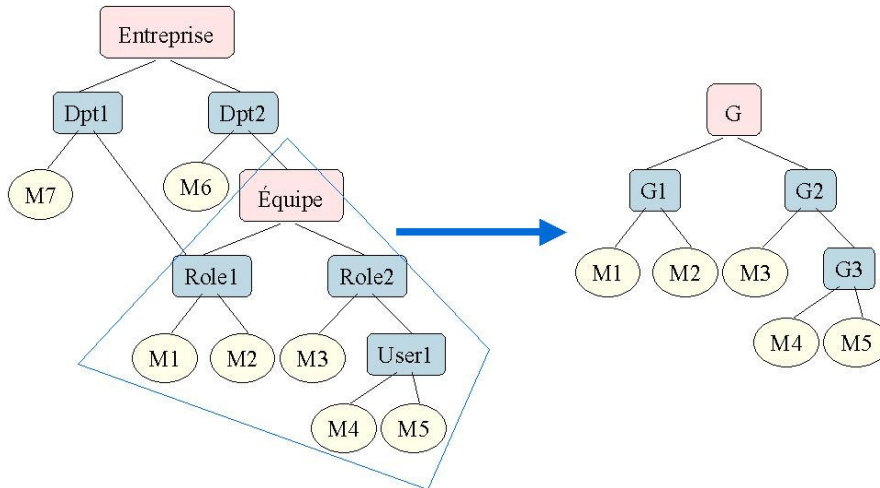 Entreprise
Dpt1
Dpt2
M7
M6
Équipe
Role1
Role2
M1
M2
M3
User1
M4
M5
G
G1
G2
M1
M2
M3
G3
M4
M5